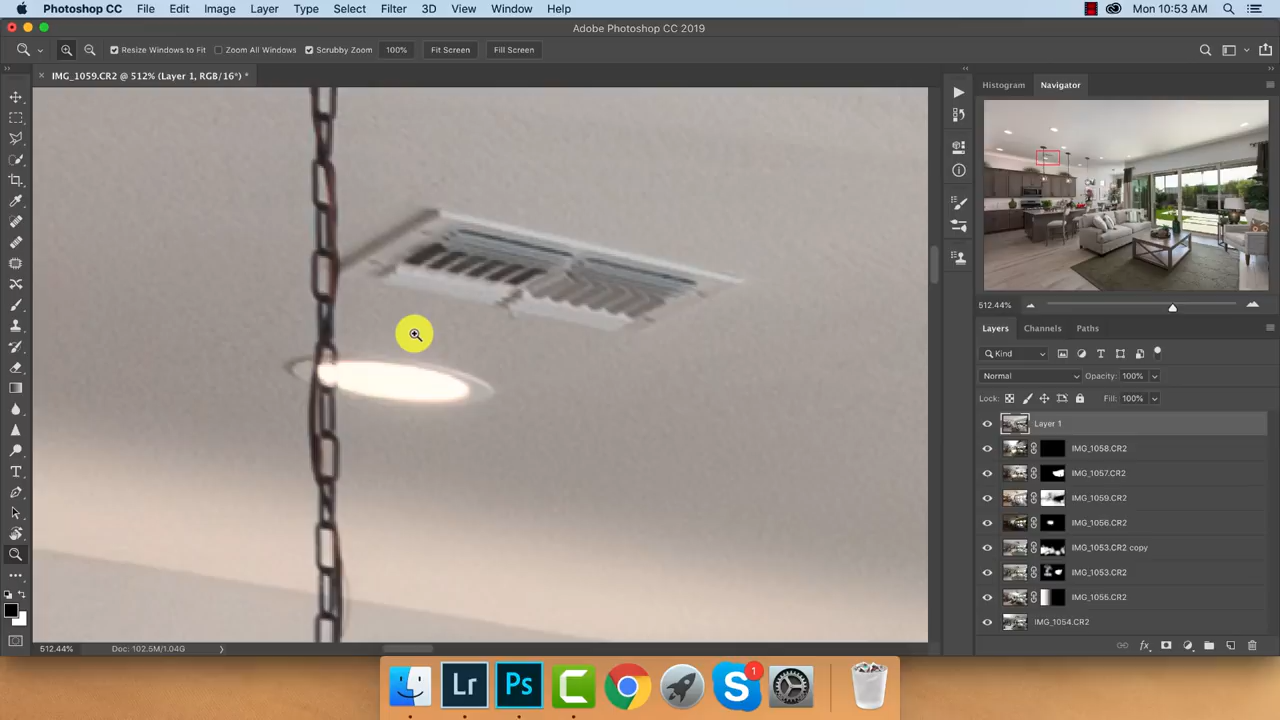 Photoshop CC File Edit Image Layer Type Select Filter 3D View Window Help Mon 10:53 AM
Adobe Photoshop CC 2019
Resize Windows to Fit Zoom All Windows Scrubby Zoom 100% Fit Screen Fill Screen
IMG_1059.CR2 @ 512% (Layer 1, RGB/16*) *
Histogram Navigator
512.44%
Layers Channels Paths
Kind
Normal Opacity: 100%
Lock: Fill: 100%
Layer 1
IMG_1058.CR2
IMG_1057.CR2
IMG_1059.CR2
IMG_1056.CR2
IMG_1053.CR2 copy
IMG_1053.CR2
IMG_1055.CR2
IMG_1054.CR2
512.44% Doc: 102.5M/1.04G
fx
Lr Ps C S 1